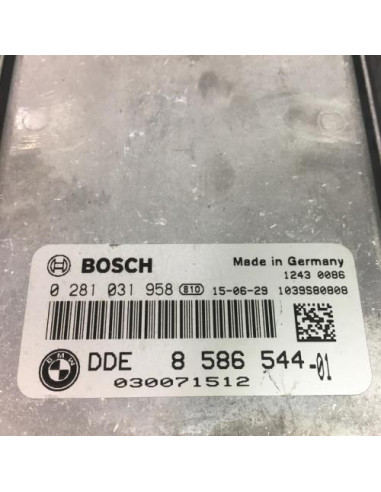 BOSCH Made in Germany
1243 0086
0 281 031 958 810 15-06-29 1039S80808
BMW DDE 8 586 544-01
030071512